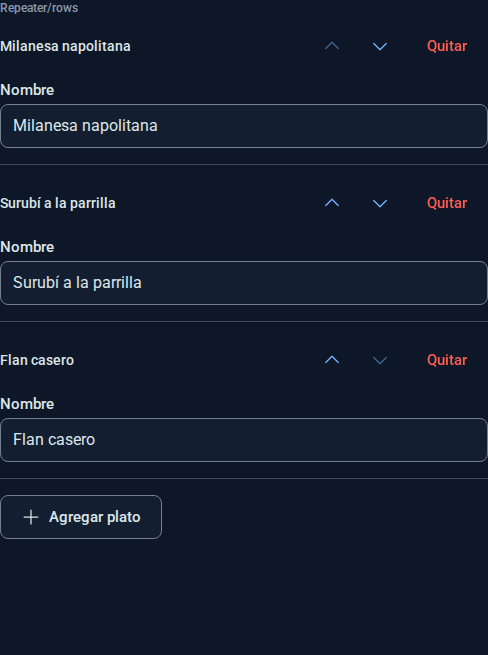 Repeater/rows
Milanesa napolitana Quitar
Nombre
Milanesa napolitana
Surubí a la parrilla Quitar
Nombre
Surubí a la parrilla
Flan casero Quitar
Nombre
Flan casero
Agregar plato